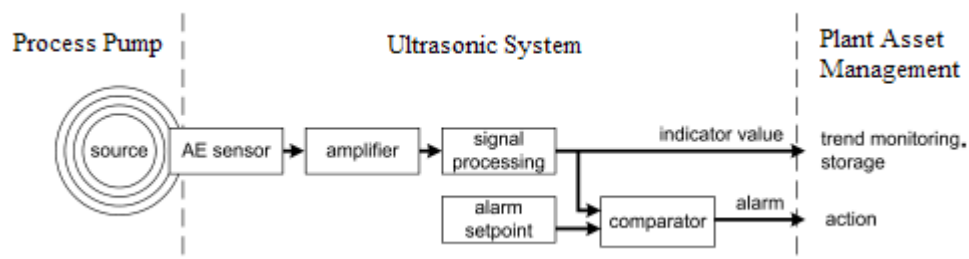 Process Pump
Ultrasonic System
Plant Asset
Management
source
AE sensor
amplifier
signal
processing
indicator value
trend monitoring.
storage
alarm
setpoint
comparator
alarm
action